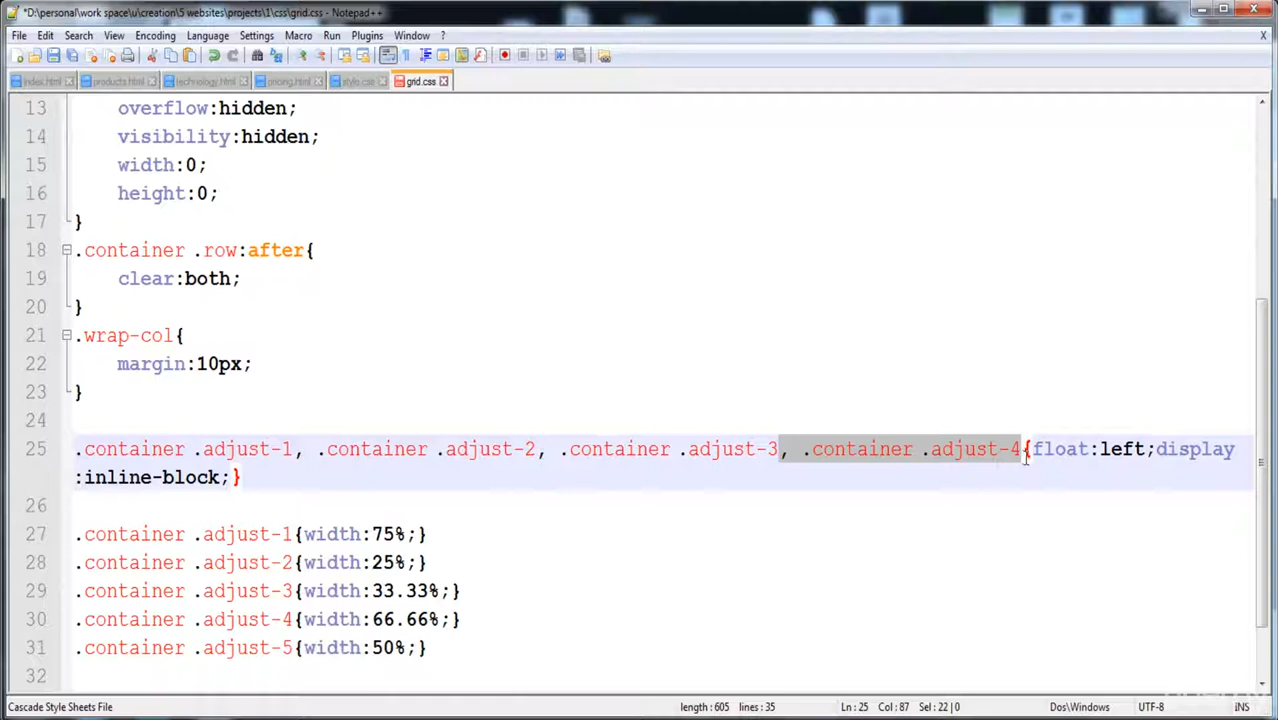 *D:\personal\work space\u\creation\5 websites\projects\1\css\grid.css - Notepad++
File Edit Search View Encoding Language Settings Macro Run Plugins Window ? X
index.html products.html technology.html pricing.html style.css grid.css
13 overflow:hidden;
14 visibility:hidden;
15 width:0;
16 height:0;
17 }
18 .container .row:after{
19 clear:both;
20 }
21 .wrap-col{
22 margin:10px;
23 }
24
25 .container .adjust-1, .container .adjust-2, .container .adjust-3, .container .adjust-4{float:left;display
:inline-block;}
26
27 .container .adjust-1{width:75%;}
28 .container .adjust-2{width:25%;}
29 .container .adjust-3{width:33.33%;}
30 .container .adjust-4{width:66.66%;}
31 .container .adjust-5{width:50%;}
32
Cascade Style Sheets File length:605 lines:35 Ln:25 Col:87 Sel:22|0 Dos\Windows UTF-8 INS